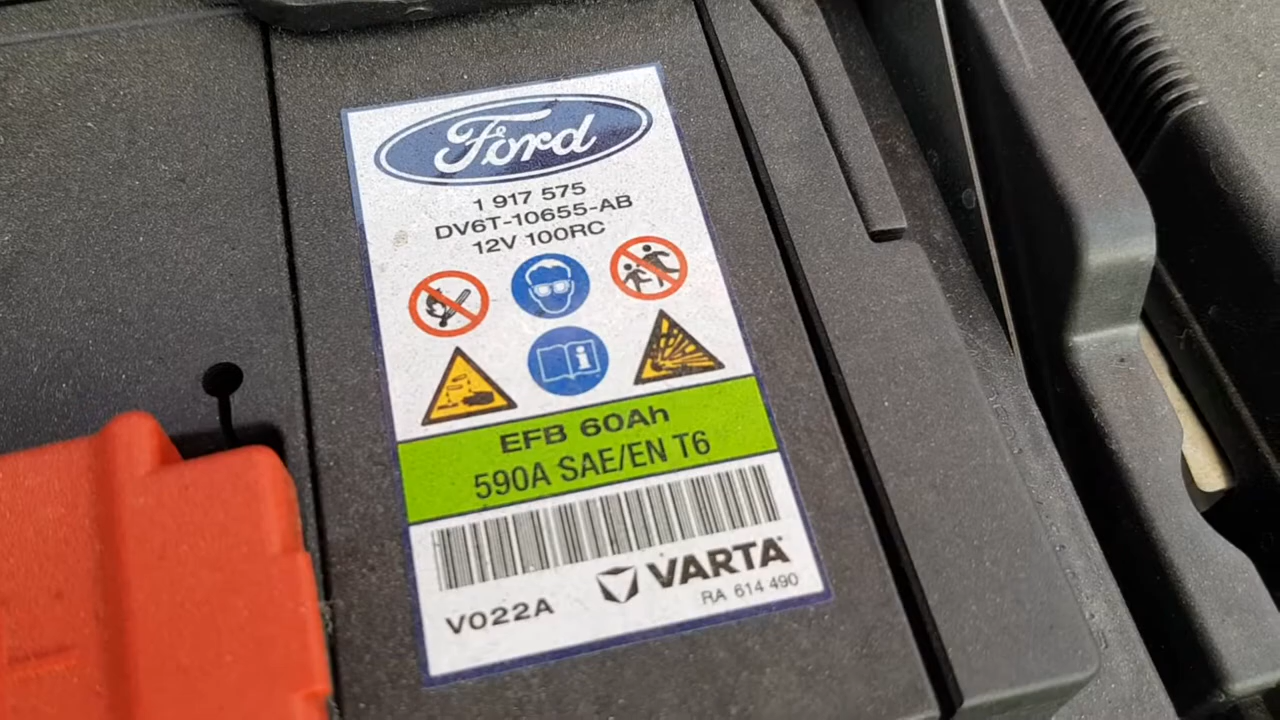 Ford
1 917 575
DV6T-10655-AB
12V 100RC
EFB 60Ah
590A SAE/EN T6
VARTA
V022A
RA 614 490